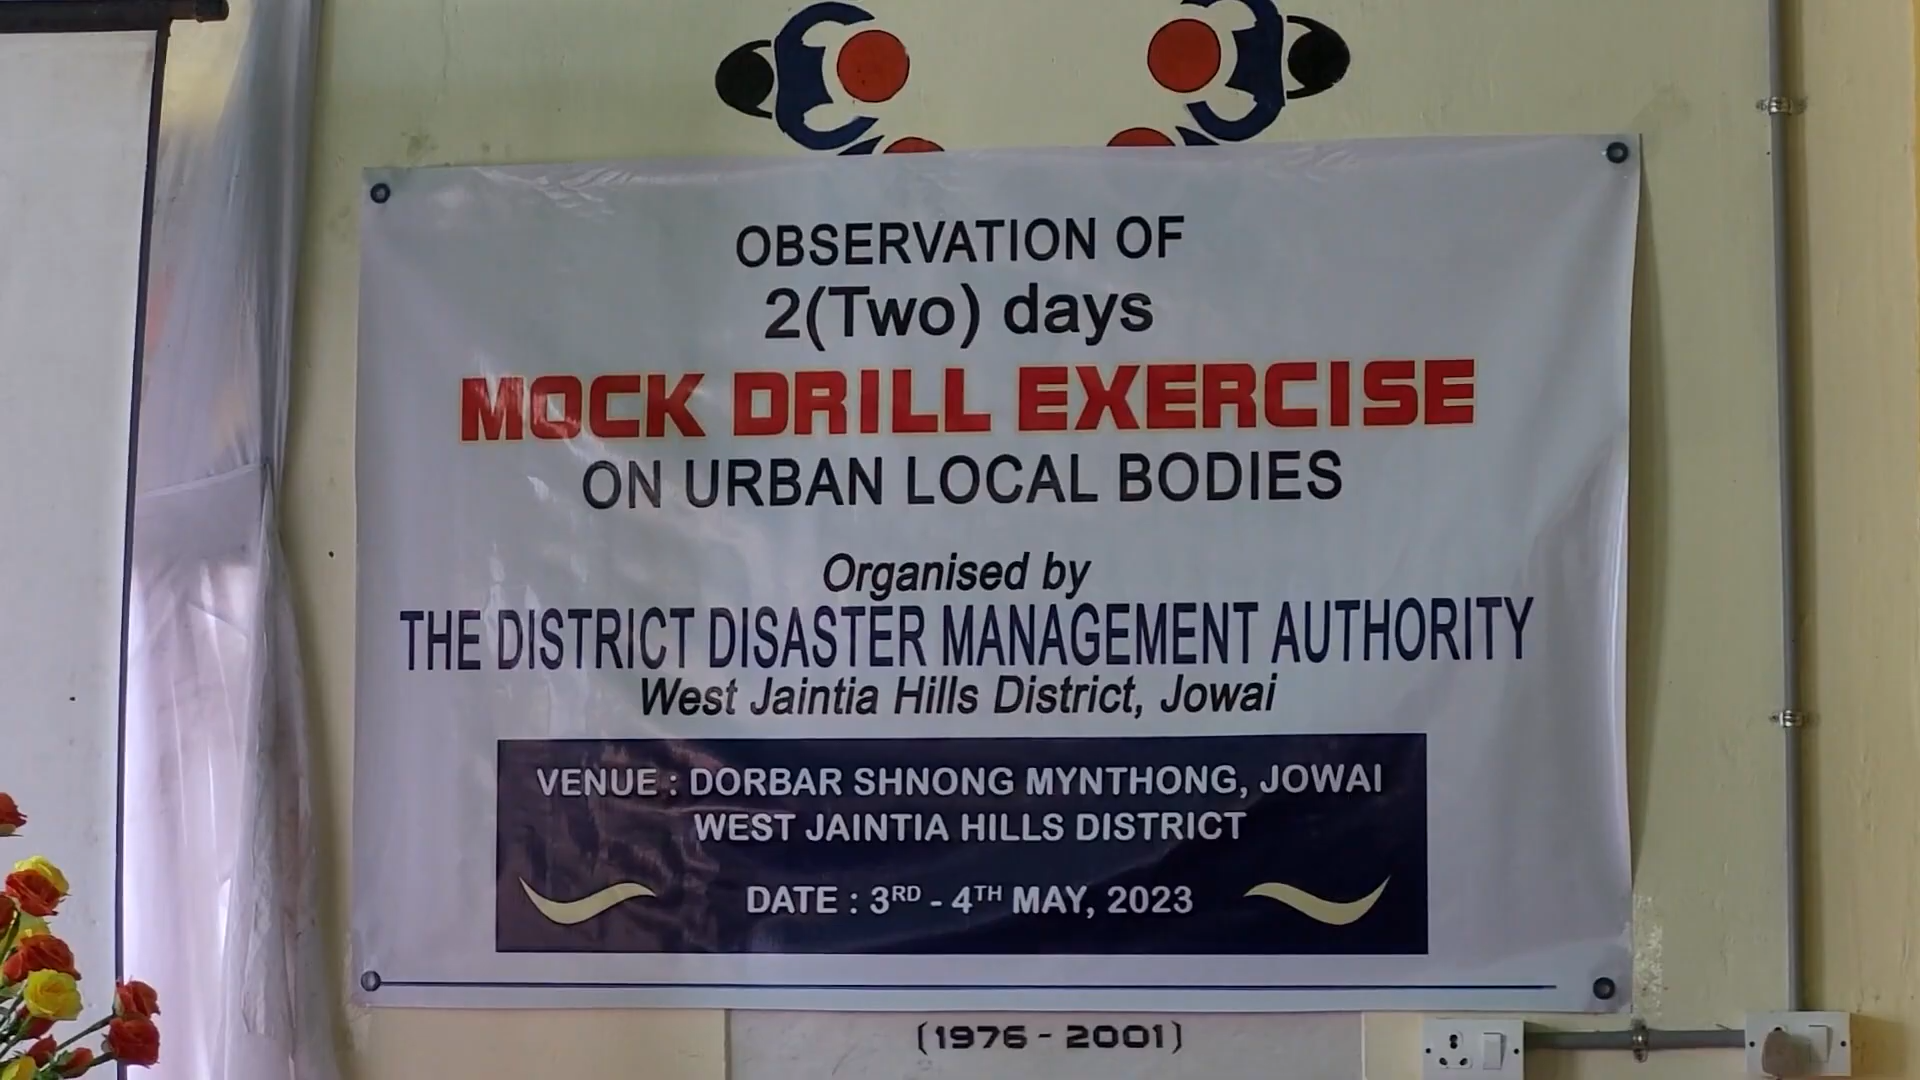 OBSERVATION OF
2(Two) days
MOCK DRILL EXERCISE
ON URBAN LOCAL BODIES
Organised by
THE DISTRICT DISASTER MANAGEMENT AUTHORITY
West Jaintia Hills District, Jowai
VENUE : DORBAR SHNONG MYNTHONG, JOWAI
WEST JAINTIA HILLS DISTRICT
DATE : 3RD - 4TH MAY, 2023
(1976 - 2001)